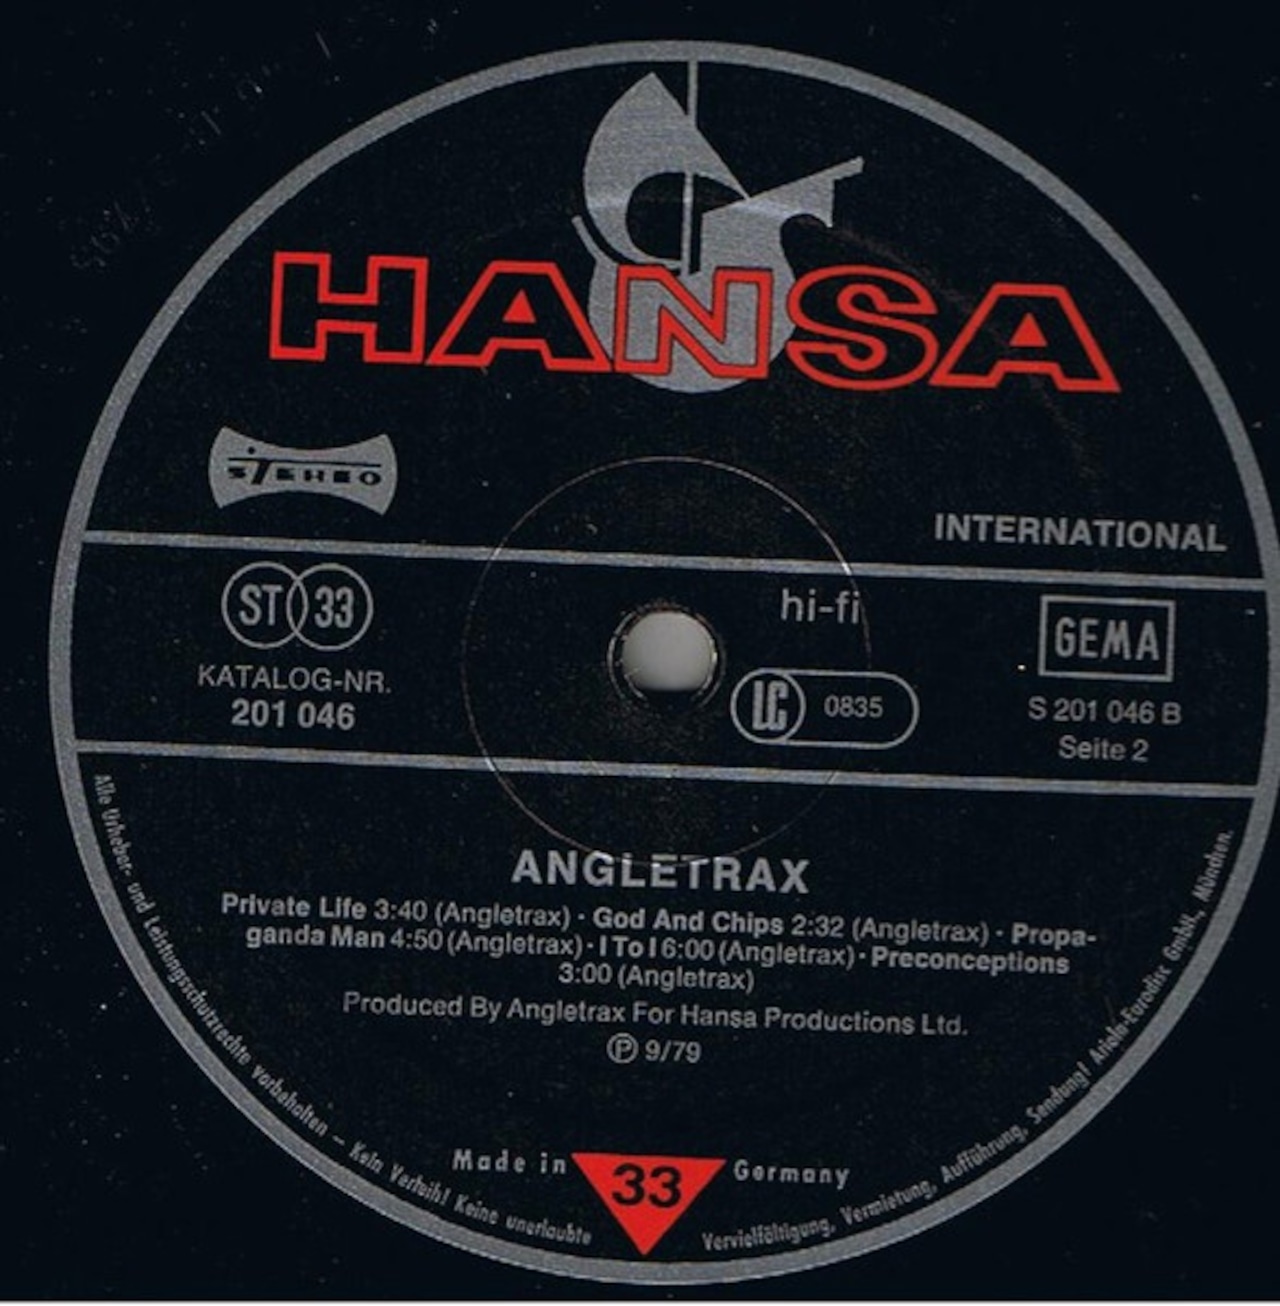 HANSA
STEREO
INTERNATIONAL
ST 33
hi-fi
GEMA
KATALOG-NR.
201 046
LC 0835
S 201 046 B
Seite 2
ANGLETRAX
Private Life 3:40 (Angletrax) · God And Chips 2:32 (Angletrax) · Propa-
ganda Man 4:50 (Angletrax) · I To I 6:00 (Angletrax) · Preconceptions
3:00 (Angletrax)
Produced By Angletrax For Hansa Productions Ltd.
Ⓟ 9/79
Made in 33 Germany
Alle Urheber- und Leistungsschutzrechte vorbehalten – Kein Verleih! Keine unerlaubte Vervielfältigung, Vermietung, Aufführung, Sendung! Ariola-Eurodisc GmbH., München.